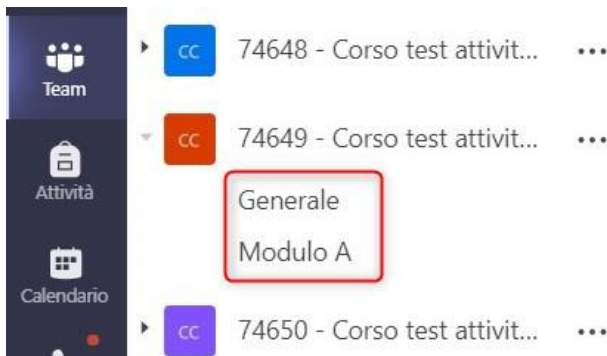 Team
Attività
Calendario
CC 74648 - Corso test attivit... ...
CC 74649 - Corso test attivit... ...
Generale
Modulo A
CC 74650 - Corso test attivit... ...